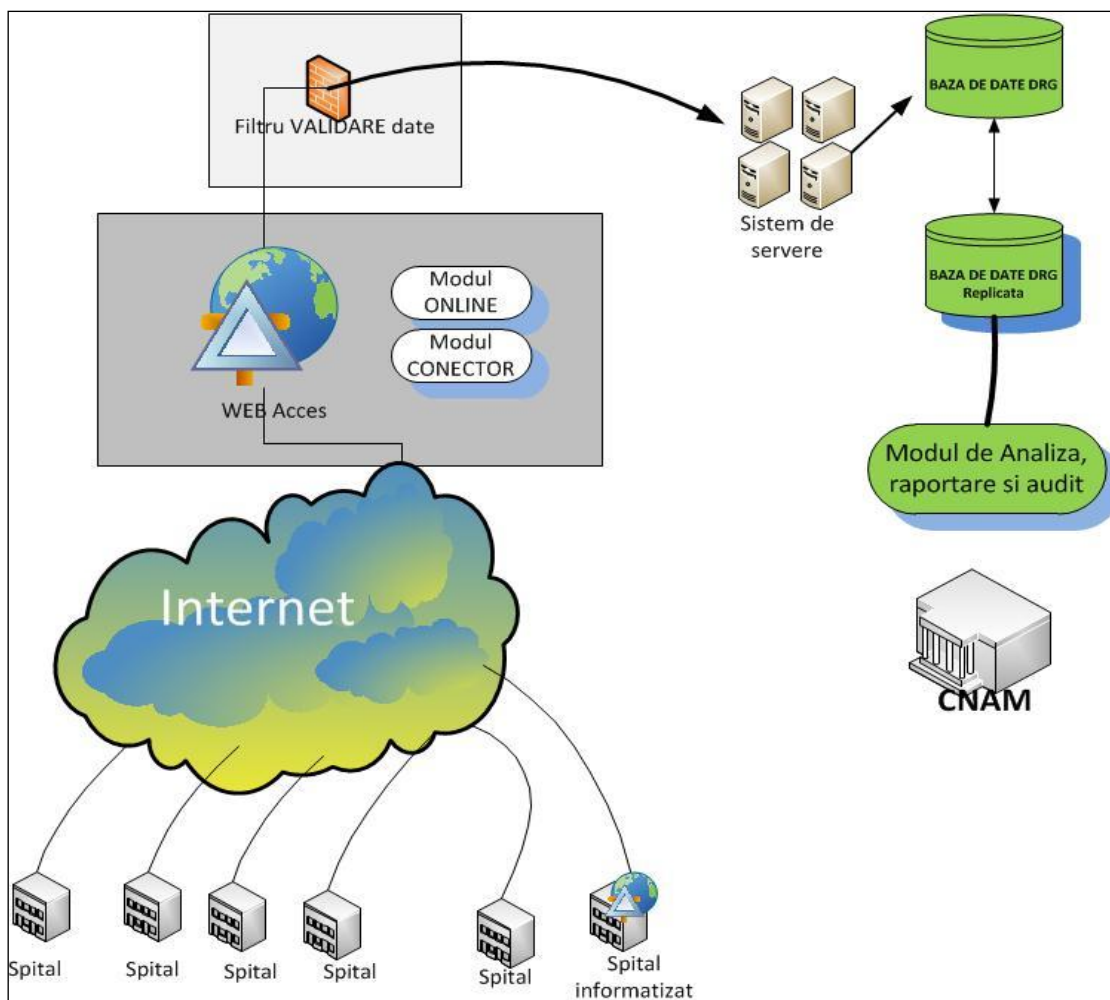 Filtru VALIDARE date
BAZA DE DATE DRG
Sistem de
servere
BAZA DE DATE DRG
Replicata
Modul
ONLINE
Modul
CONECTOR
WEB Acces
Modul de Analiza,
raportare si audit
Internet
CNAM
Spital
Spital
Spital
Spital
Spital
Spital
informatizat